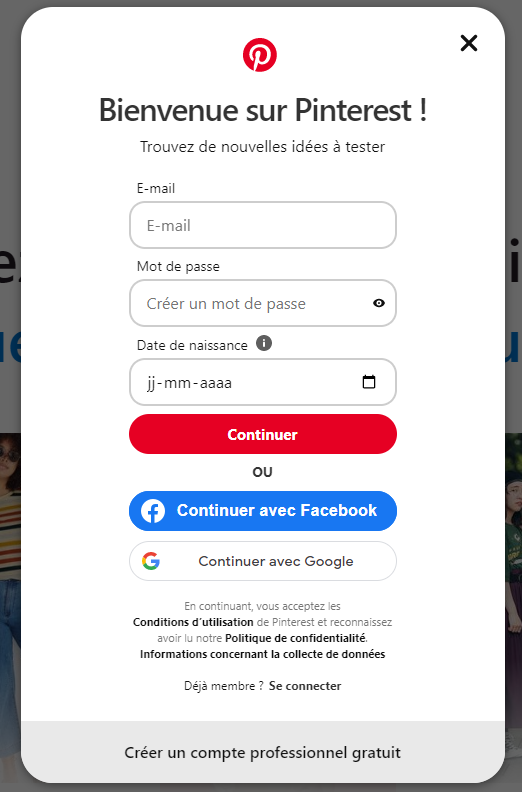 Bienvenue sur Pinterest !
Trouvez de nouvelles idées à tester
E-mail
E-mail
Mot de passe
Créer un mot de passe
Date de naissance
jj-mm-aaaa
Continuer
OU
Continuer avec Facebook
Continuer avec Google
En continuant, vous acceptez les
Conditions d'utilisation de Pinterest et reconnaissez
avoir lu notre Politique de confidentialité.
Informations concernant la collecte de données
Déjà membre ? Se connecter
Créer un compte professionnel gratuit